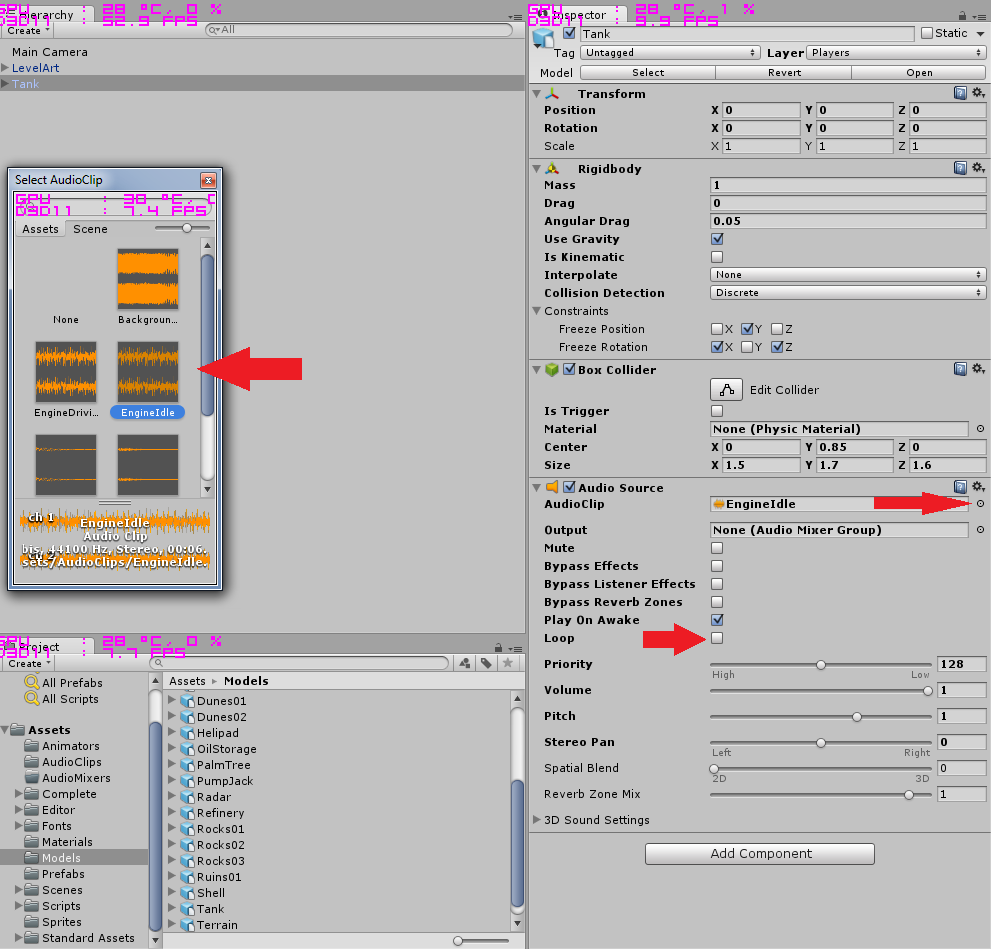 Hierarchy
GPU : 28 °C, 0 %
D3D11 : 52.9 FPS
Create
All
Main Camera
LevelArt
Tank
Select AudioClip
GPU : 30 °C, 0
D3D11 : 7.4 FPS
Assets Scene
None Backgroun...
EngineDrivi... EngineIdle
ch 1
EngineIdle
Audio Clip
bis, 44100 Hz, Stereo, 00:06.
ch 2
sets/AudioClips/EngineIdle.
Project
GPU : 28 °C, 0 %
D3D11 : 7.7 FPS
Create
All Prefabs
All Scripts
Assets
Animators
AudioClips
AudioMixers
Complete
Editor
Fonts
Materials
Models
Prefabs
Scenes
Scripts
Sprites
Standard Assets
Assets Models
Dunes01
Dunes02
Helipad
OilStorage
PalmTree
PumpJack
Radar
Refinery
Rocks01
Rocks02
Rocks03
Ruins01
Shell
Tank
Terrain
Inspector
GPU : 28 °C, 1 %
D3D11 : 9.9 FPS
Tank Static
Tag Untagged Layer Players
Model Select Revert Open
Transform
Position X 0 Y 0 Z 0
Rotation X 0 Y 0 Z 0
Scale X 1 Y 1 Z 1
Rigidbody
Mass 1
Drag 0
Angular Drag 0.05
Use Gravity
Is Kinematic
Interpolate None
Collision Detection Discrete
Constraints
Freeze Position X Y Z
Freeze Rotation X Y Z
Box Collider
Edit Collider
Is Trigger
Material None (Physic Material)
Center X 0 Y 0.85 Z 0
Size X 1.5 Y 1.7 Z 1.6
Audio Source
AudioClip EngineIdle
Output None (Audio Mixer Group)
Mute
Bypass Effects
Bypass Listener Effects
Bypass Reverb Zones
Play On Awake
Loop
Priority 128
High Low
Volume 1
Pitch 1
Stereo Pan 0
Left Right
Spatial Blend 0
2D 3D
Reverb Zone Mix 1
3D Sound Settings
Add Component